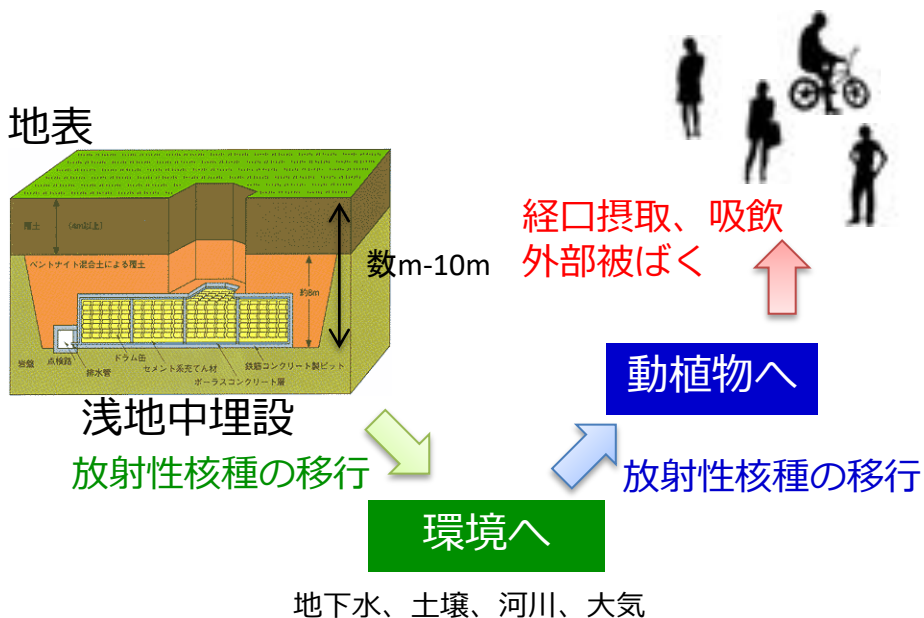 地表
覆土 (4m以上)
ベントナイト混合土による覆土
数m-10m
約8m
岩盤
点検路
排水管
ドラム缶
セメント系充てん材
ポーラスコンクリート層
鉄筋コンクリート製ピット
浅地中埋設
放射性核種の移行
環境へ
地下水、土壌、河川、大気
放射性核種の移行
動植物へ
経口摂取、吸飲
外部被ばく